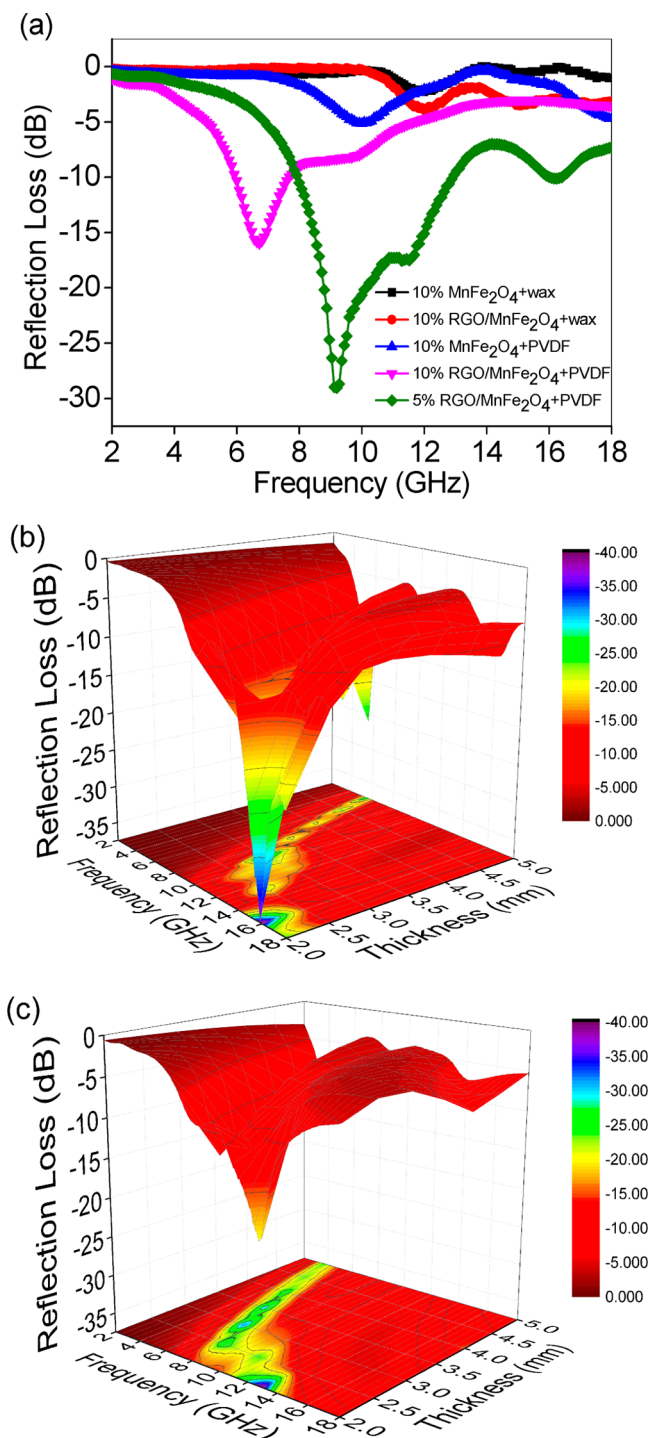 (a)
0
-5
-10
-15
-20
-25
-30
Reflection Loss (dB)
10% MnFe2O4+wax
10% RGO/MnFe2O4+wax
10% MnFe2O4+PVDF
10% RGO/MnFe2O4+PVDF
5% RGO/MnFe2O4+PVDF
2 4 6 8 10 12 14 16 18
Frequency (GHz)
(b)
0
-5
-10
-15
-20
-25
-30
-35
Reflection Loss (dB)
2 4 6 8 10 12 14 16 18
Frequency (GHz)
2.0 2.5 3.0 3.5 4.0 4.5 5.0
Thickness (mm)
-40.00
-35.00
-30.00
-25.00
-20.00
-15.00
-10.00
-5.000
0.000
(c)
0
-5
-10
-15
-20
-25
-30
-35
Reflection Loss (dB)
2 4 6 8 10 12 14 16 18
Frequency (GHz)
2.0 2.5 3.0 3.5 4.0 4.5 5.0
Thickness (mm)
-40.00
-35.00
-30.00
-25.00
-20.00
-15.00
-10.00
-5.000
0.000